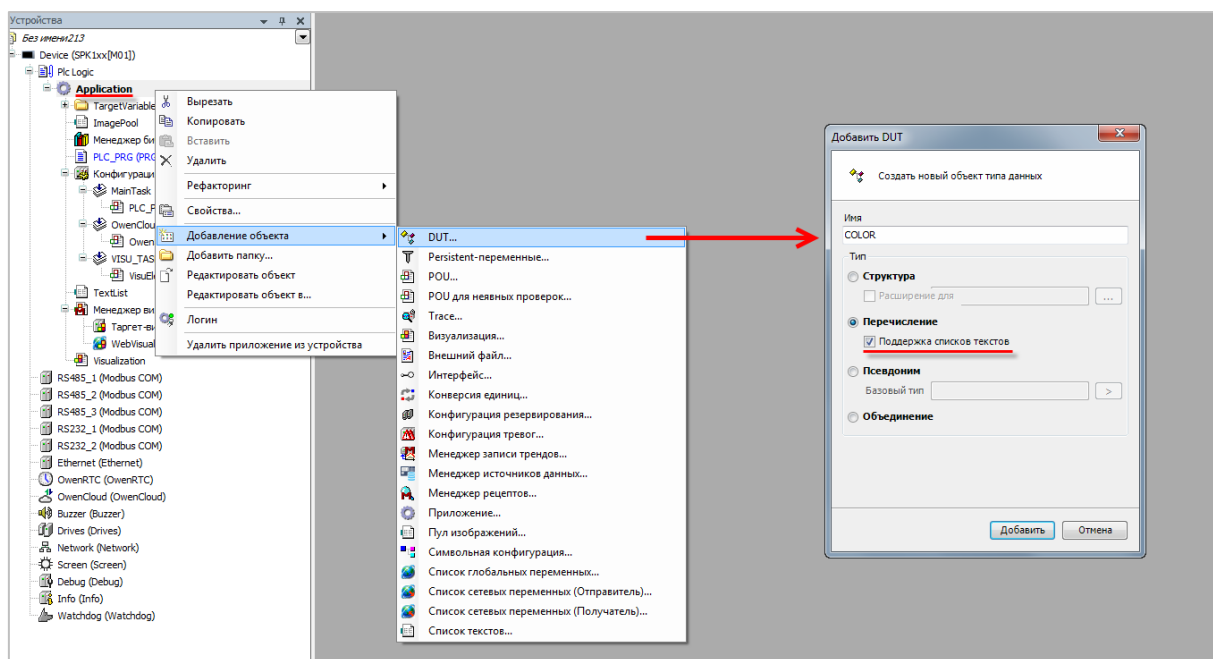 Устройства
Без имени213
Device (SPK1xx[M01])
Plc Logic
Application
TargetVariable
ImagePool
Менеджер би
PLC_PRG (PRG
Конфигураци
MainTask
PLC_P
OwenClou
Owen
VISU_TAS
VisuEl
TextList
Менеджер ви
Таргет-ви
WebVisual
Visualization
RS485_1 (Modbus COM)
RS485_2 (Modbus COM)
RS485_3 (Modbus COM)
RS232_1 (Modbus COM)
RS232_2 (Modbus COM)
Ethernet (Ethernet)
OwenRTC (OwenRTC)
OwenCloud (OwenCloud)
Buzzer (Buzzer)
Drives (Drives)
Network (Network)
Screen (Screen)
Debug (Debug)
Info (Info)
Watchdog (Watchdog)
Вырезать
Копировать
Вставить
Удалить
Рефакторинг
Свойства...
Добавление объекта
Добавить папку...
Редактировать объект
Редактировать объект в...
Логин
Удалить приложение из устройства
DUT...
Persistent-переменные...
POU...
POU для неявных проверок...
Trace...
Визуализация...
Внешний файл...
Интерфейс...
Конверсия единиц...
Конфигурация резервирования...
Конфигурация тревог...
Менеджер записи трендов...
Менеджер источников данных...
Менеджер рецептов...
Приложение...
Пул изображений...
Символьная конфигурация...
Список глобальных переменных...
Список сетевых переменных (Отправитель)...
Список сетевых переменных (Получатель)...
Список текстов...
Добавить DUT
Создать новый объект типа данных
Имя
COLOR
Тип
Структура
Расширение для
...
Перечисление
Поддержка списков текстов
Псевдоним
Базовый тип
>
Объединение
Добавить Отмена